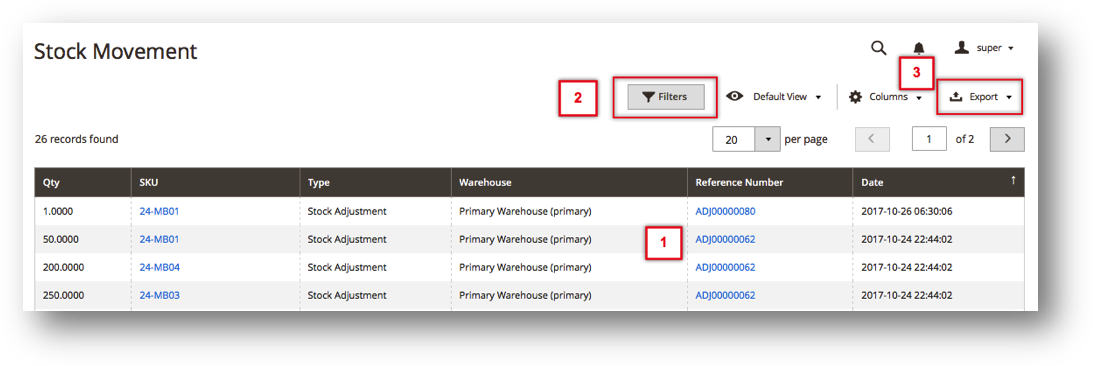 Stock Movement
super
3
2
Filters
Default View
Columns
Export
26 records found
20
per page
1
of 2
Qty SKU Type Warehouse Reference Number Date
1.0000 24-MB01 Stock Adjustment Primary Warehouse (primary) ADJ00000080 2017-10-26 06:30:06
50.0000 24-MB01 Stock Adjustment Primary Warehouse (primary) 1 ADJ00000062 2017-10-24 22:44:02
200.0000 24-MB04 Stock Adjustment Primary Warehouse (primary) ADJ00000062 2017-10-24 22:44:02
250.0000 24-MB03 Stock Adjustment Primary Warehouse (primary) ADJ00000062 2017-10-24 22:44:02